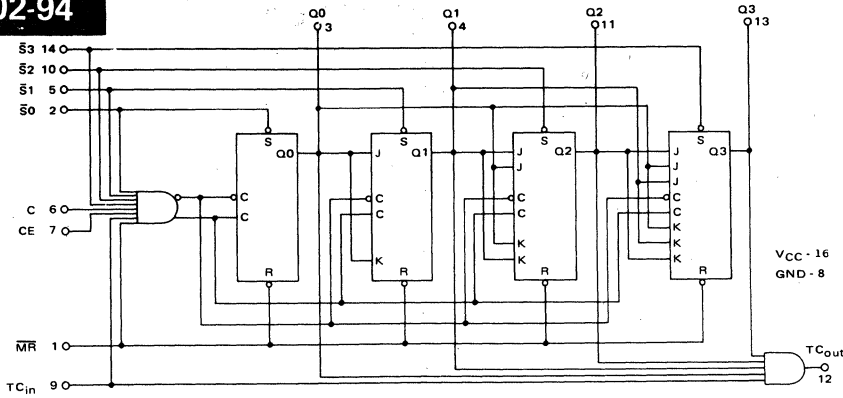 02-94
Q0
3
Q1
4
Q2
11
Q3
13
S̄3 14
S̄2 10
S̄1 5
S̄0 2
C 6
CE 7
S
Q0
C
C
R
S
J
Q1
C
C
K
R
S
J
Q2
J
C
C
K
K
R
S
J
Q3
J
J
C
C
K
K
K
R
VCC - 16
GND - 8
M̄R̄ 1
TCin 9
TCout
12